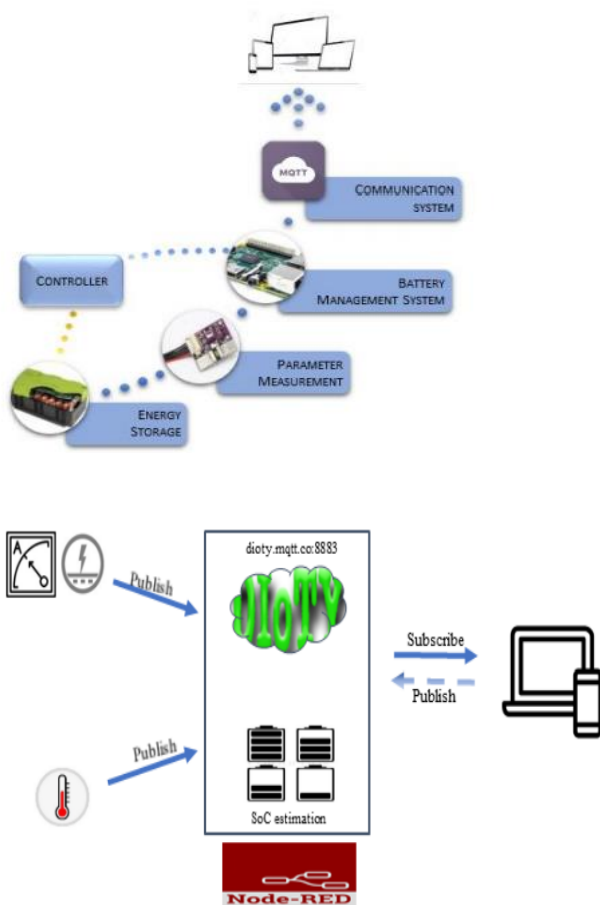 MQTT
COMMUNICATION
SYSTEM
CONTROLLER
BATTERY
MANAGEMENT SYSTEM
PARAMETER
MEASUREMENT
ENERGY
STORAGE
dioty.mqtt.co:8883
A
Publish
DIoTY
Subscribe
Publish
Publish
SoC estimation
Node-RED